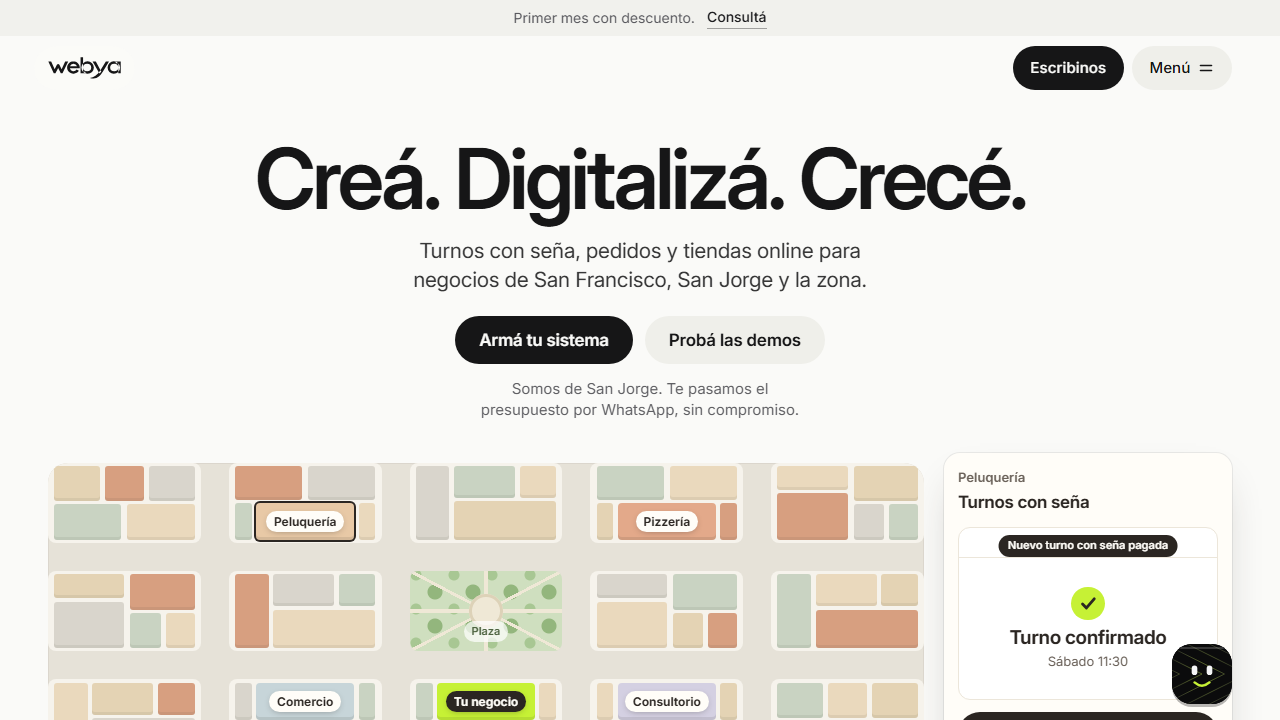 Primer mes con descuento. Consultá
webya
Escribinos
Menú
Creá. Digitalizá. Crecé.
Turnos con seña, pedidos y tiendas online para
negocios de San Francisco, San Jorge y la zona.
Armá tu sistema
Probá las demos
Somos de San Jorge. Te pasamos el
presupuesto por WhatsApp, sin compromiso.
Peluquería
Pizzería
Plaza
Comercio
Tu negocio
Consultorio
Peluquería
Turnos con seña
Nuevo turno con seña pagada
Turno confirmado
Sábado 11:30